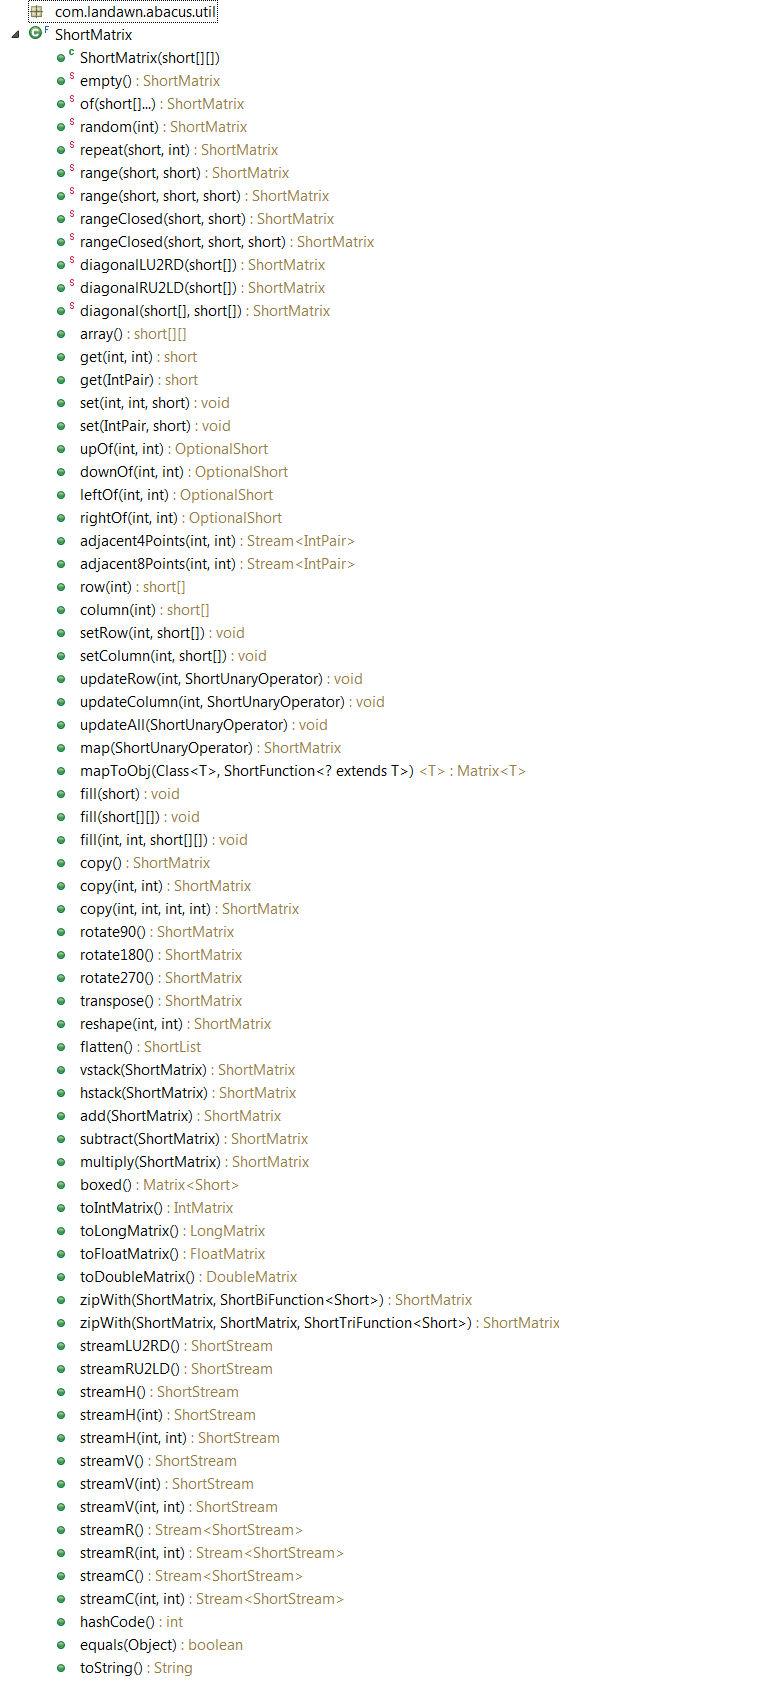 com.landawn.abacus.util
ShortMatrix
ShortMatrix(short[][])
empty() : ShortMatrix
of(short[]...) : ShortMatrix
random(int) : ShortMatrix
repeat(short, int) : ShortMatrix
range(short, short) : ShortMatrix
range(short, short, short) : ShortMatrix
rangeClosed(short, short) : ShortMatrix
rangeClosed(short, short, short) : ShortMatrix
diagonalLU2RD(short[]) : ShortMatrix
diagonalRU2LD(short[]) : ShortMatrix
diagonal(short[], short[]) : ShortMatrix
array() : short[][]
get(int, int) : short
get(IntPair) : short
set(int, int, short) : void
set(IntPair, short) : void
upOf(int, int) : OptionalShort
downOf(int, int) : OptionalShort
leftOf(int, int) : OptionalShort
rightOf(int, int) : OptionalShort
adjacent4Points(int, int) : Stream<IntPair>
adjacent8Points(int, int) : Stream<IntPair>
row(int) : short[]
column(int) : short[]
setRow(int, short[]) : void
setColumn(int, short[]) : void
updateRow(int, ShortUnaryOperator) : void
updateColumn(int, ShortUnaryOperator) : void
updateAll(ShortUnaryOperator) : void
map(ShortUnaryOperator) : ShortMatrix
mapToObj(Class<T>, ShortFunction<? extends T>) <T> : Matrix<T>
fill(short) : void
fill(short[][]) : void
fill(int, int, short[][]) : void
copy() : ShortMatrix
copy(int, int) : ShortMatrix
copy(int, int, int, int) : ShortMatrix
rotate90() : ShortMatrix
rotate180() : ShortMatrix
rotate270() : ShortMatrix
transpose() : ShortMatrix
reshape(int, int) : ShortMatrix
flatten() : ShortList
vstack(ShortMatrix) : ShortMatrix
hstack(ShortMatrix) : ShortMatrix
add(ShortMatrix) : ShortMatrix
subtract(ShortMatrix) : ShortMatrix
multiply(ShortMatrix) : ShortMatrix
boxed() : Matrix<Short>
toIntMatrix() : IntMatrix
toLongMatrix() : LongMatrix
toFloatMatrix() : FloatMatrix
toDoubleMatrix() : DoubleMatrix
zipWith(ShortMatrix, ShortBiFunction<Short>) : ShortMatrix
zipWith(ShortMatrix, ShortMatrix, ShortTriFunction<Short>) : ShortMatrix
streamLU2RD() : ShortStream
streamRU2LD() : ShortStream
streamH() : ShortStream
streamH(int) : ShortStream
streamH(int, int) : ShortStream
streamV() : ShortStream
streamV(int) : ShortStream
streamV(int, int) : ShortStream
streamR() : Stream<ShortStream>
streamR(int, int) : Stream<ShortStream>
streamC() : Stream<ShortStream>
streamC(int, int) : Stream<ShortStream>
hashCode() : int
equals(Object) : boolean
toString() : String